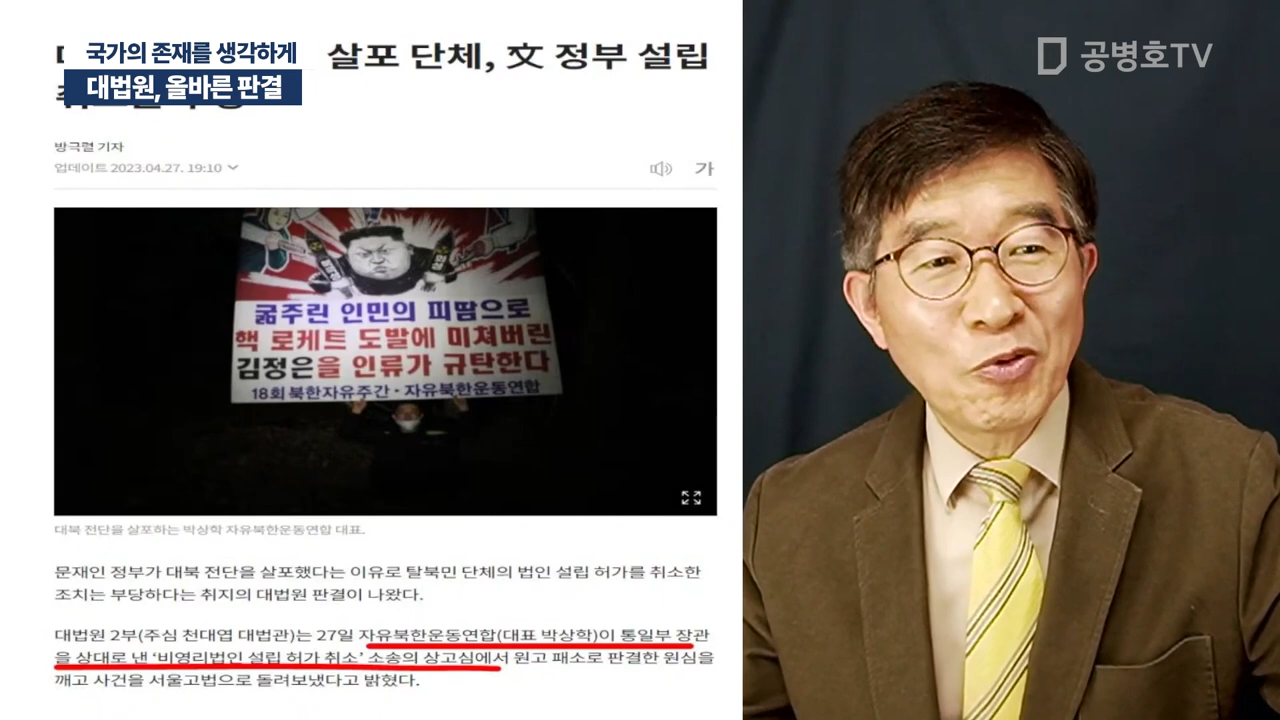 국가의 존재를 생각하게
대법원, 올바른 판결
살포 단체, 文 정부 설립
공병호TV
방극렬 기자
업데이트 2023.04.27. 19:10
가
굶주린 인민의 피땀으로
핵 로케트 도발에 미쳐버린
김정은을 인류가 규탄한다
18회 북한자유주간 - 자유북한운동연합
대북 전단을 살포하는 박상학 자유북한운동연합 대표.
문재인 정부가 대북 전단을 살포했다는 이유로 탈북민 단체의 법인 설립 허가를 취소한
조치는 부당하다는 취지의 대법원 판결이 나왔다.
대법원 2부(주심 천대엽 대법관)는 27일 자유북한운동연합(대표 박상학)이 통일부 장관
을 상대로 낸 ‘비영리법인 설립 허가 취소’ 소송의 상고심에서 원고 패소로 판결한 원심을
깨고 사건을 서울고법으로 돌려보냈다고 밝혔다.